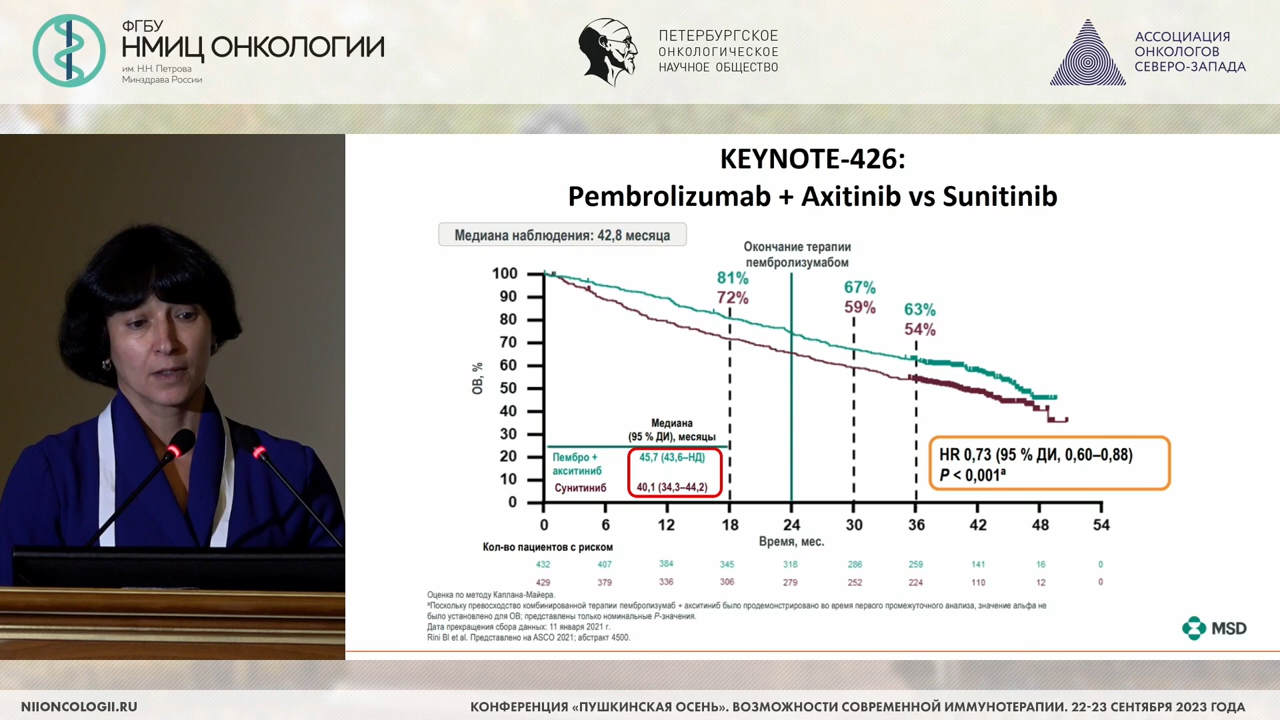 ФГБУ
НМИЦ ОНКОЛОГИИ
им. Н.Н. Петрова
Минздрава России
ПЕТЕРБУРГСКОЕ
ОНКОЛОГИЧЕСКОЕ
НАУЧНОЕ ОБЩЕСТВО
АССОЦИАЦИЯ
ОНКОЛОГОВ
СЕВЕРО-ЗАПАДА
KEYNOTE-426:
Pembrolizumab + Axitinib vs Sunitinib
Медиана наблюдения: 42,8 месяца
Окончание терапии
пембролизумабом
81%
72%
67%
59%
63%
54%
ОВ, %
100
90
80
70
60
50
40
30
20
10
0
Медиана
(95 % ДИ), месяцы
Пембро +
акситиниб
45,7 (43,6–НД)
Сунитиниб 40,1 (34,3–44,2)
HR 0,73 (95 % ДИ, 0,60–0,88)
P < 0,001ª
0 6 12 18 24 30 36 42 48 54
Время, мес.
Кол-во пациентов с риском
432 407 384 345 318 286 259 141 16 0
429 379 336 306 279 252 224 110 12 0
Оценка по методу Каплана-Майера.
ªПоскольку превосходство комбинированной терапии пембролизумаб + акситиниб было продемонстрировано во время первого промежуточного анализа, значение альфа не
было установлено для ОВ; представлены только номинальные P-значения.
Дата прекращения сбора данных: 11 января 2021 г.
Rini BI et al. Представлено на ASCO 2021; абстракт 4500.
MSD
NIIONCOLOGII.RU
КОНФЕРЕНЦИЯ «ПУШКИНСКАЯ ОСЕНЬ». ВОЗМОЖНОСТИ СОВРЕМЕННОЙ ИММУНОТЕРАПИИ. 22-23 СЕНТЯБРЯ 2023 ГОДА